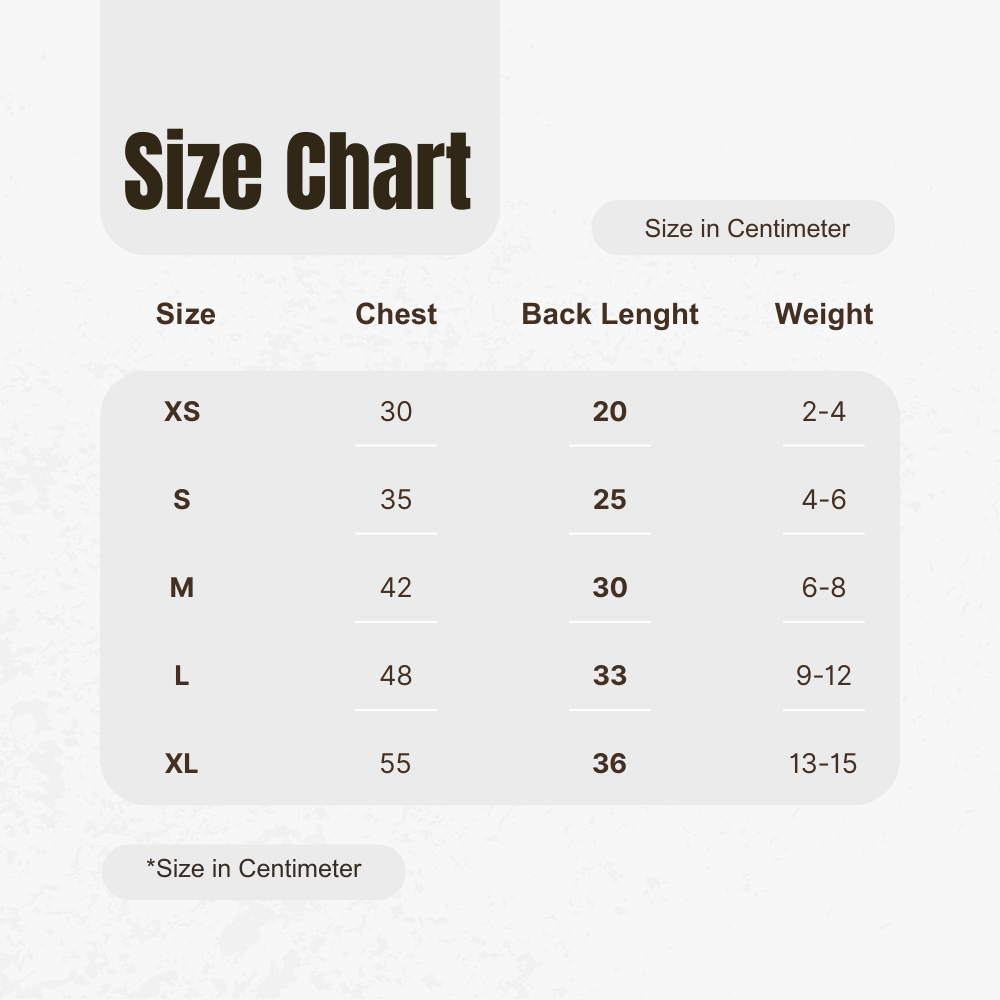 Size Chart
Size in Centimeter
Size Chest Back Lenght Weight
XS 30 20 2-4
S 35 25 4-6
M 42 30 6-8
L 48 33 9-12
XL 55 36 13-15
*Size in Centimeter